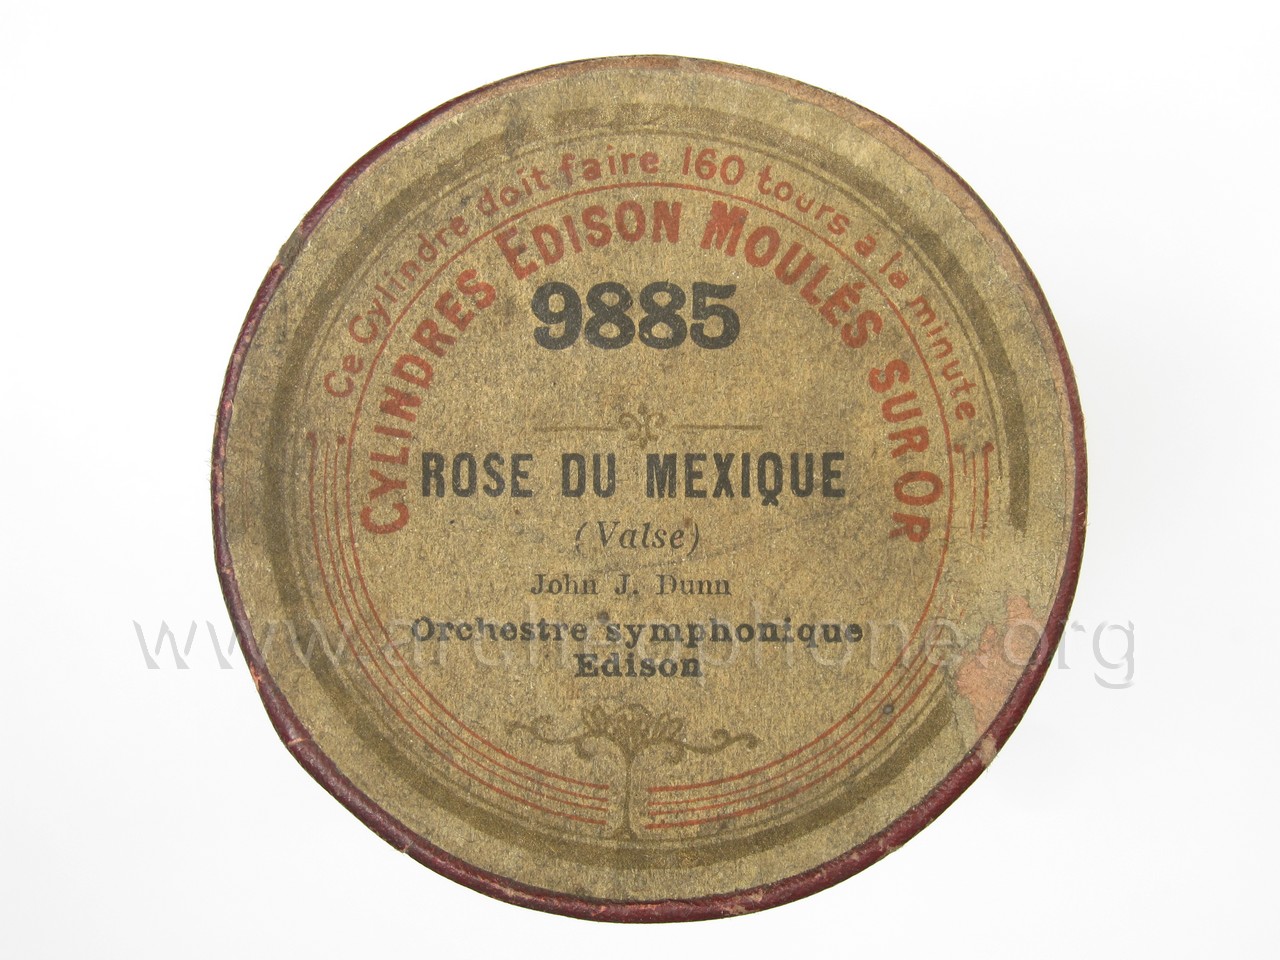 Ce Cylindre doit faire 160 tours à la minute
CYLINDRES EDISON MOULÉS SUR OR
9885
ROSE DU MEXIQUE
(Valse)
John J. Dunn
Orchestre symphonique
Edison
www.archeophone.org